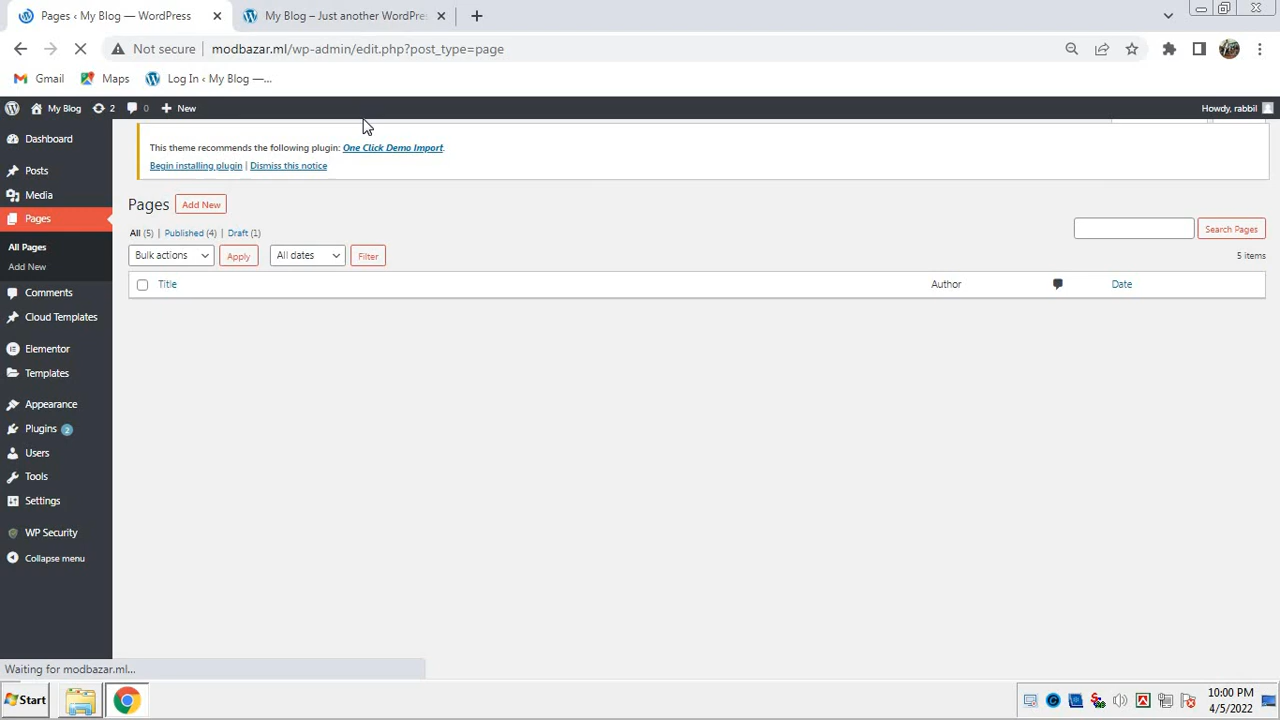 Pages ‹ My Blog — WordPress
My Blog – Just another WordPres
Not secure
modbazar.ml/wp-admin/edit.php?post_type=page
Gmail
Maps
Log In ‹ My Blog —...
My Blog
2
0
New
Howdy, rabbil
Dashboard
Posts
Media
Pages
All Pages
Add New
Comments
Cloud Templates
Elementor
Templates
Appearance
Plugins 2
Users
Tools
Settings
WP Security
Collapse menu
This theme recommends the following plugin: One Click Demo Import.
Begin installing plugin | Dismiss this notice
Pages
Add New
All (5) | Published (4) | Draft (1)
Search Pages
Bulk actions
Apply
All dates
Filter
5 items
Title
Author
Date
Waiting for modbazar.ml...
Start
10:00 PM
4/5/2022